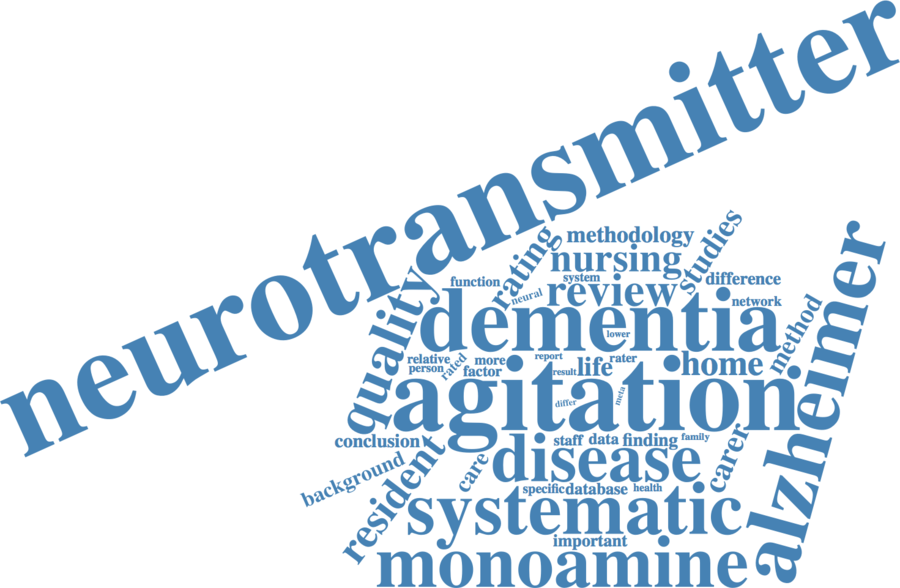 neurotransmitter
methodology
studies
rating
nursing
system
function
difference
neural
review
alzheimer
quality
dementia
network
lower
method
relative
rated
more
report
rater
home
person
factor
result
life
meta
agitation
differ
conclusion
staff
data
finding
family
carer
background
resident
care
disease
specific
database
health
systematic
important
monoamine